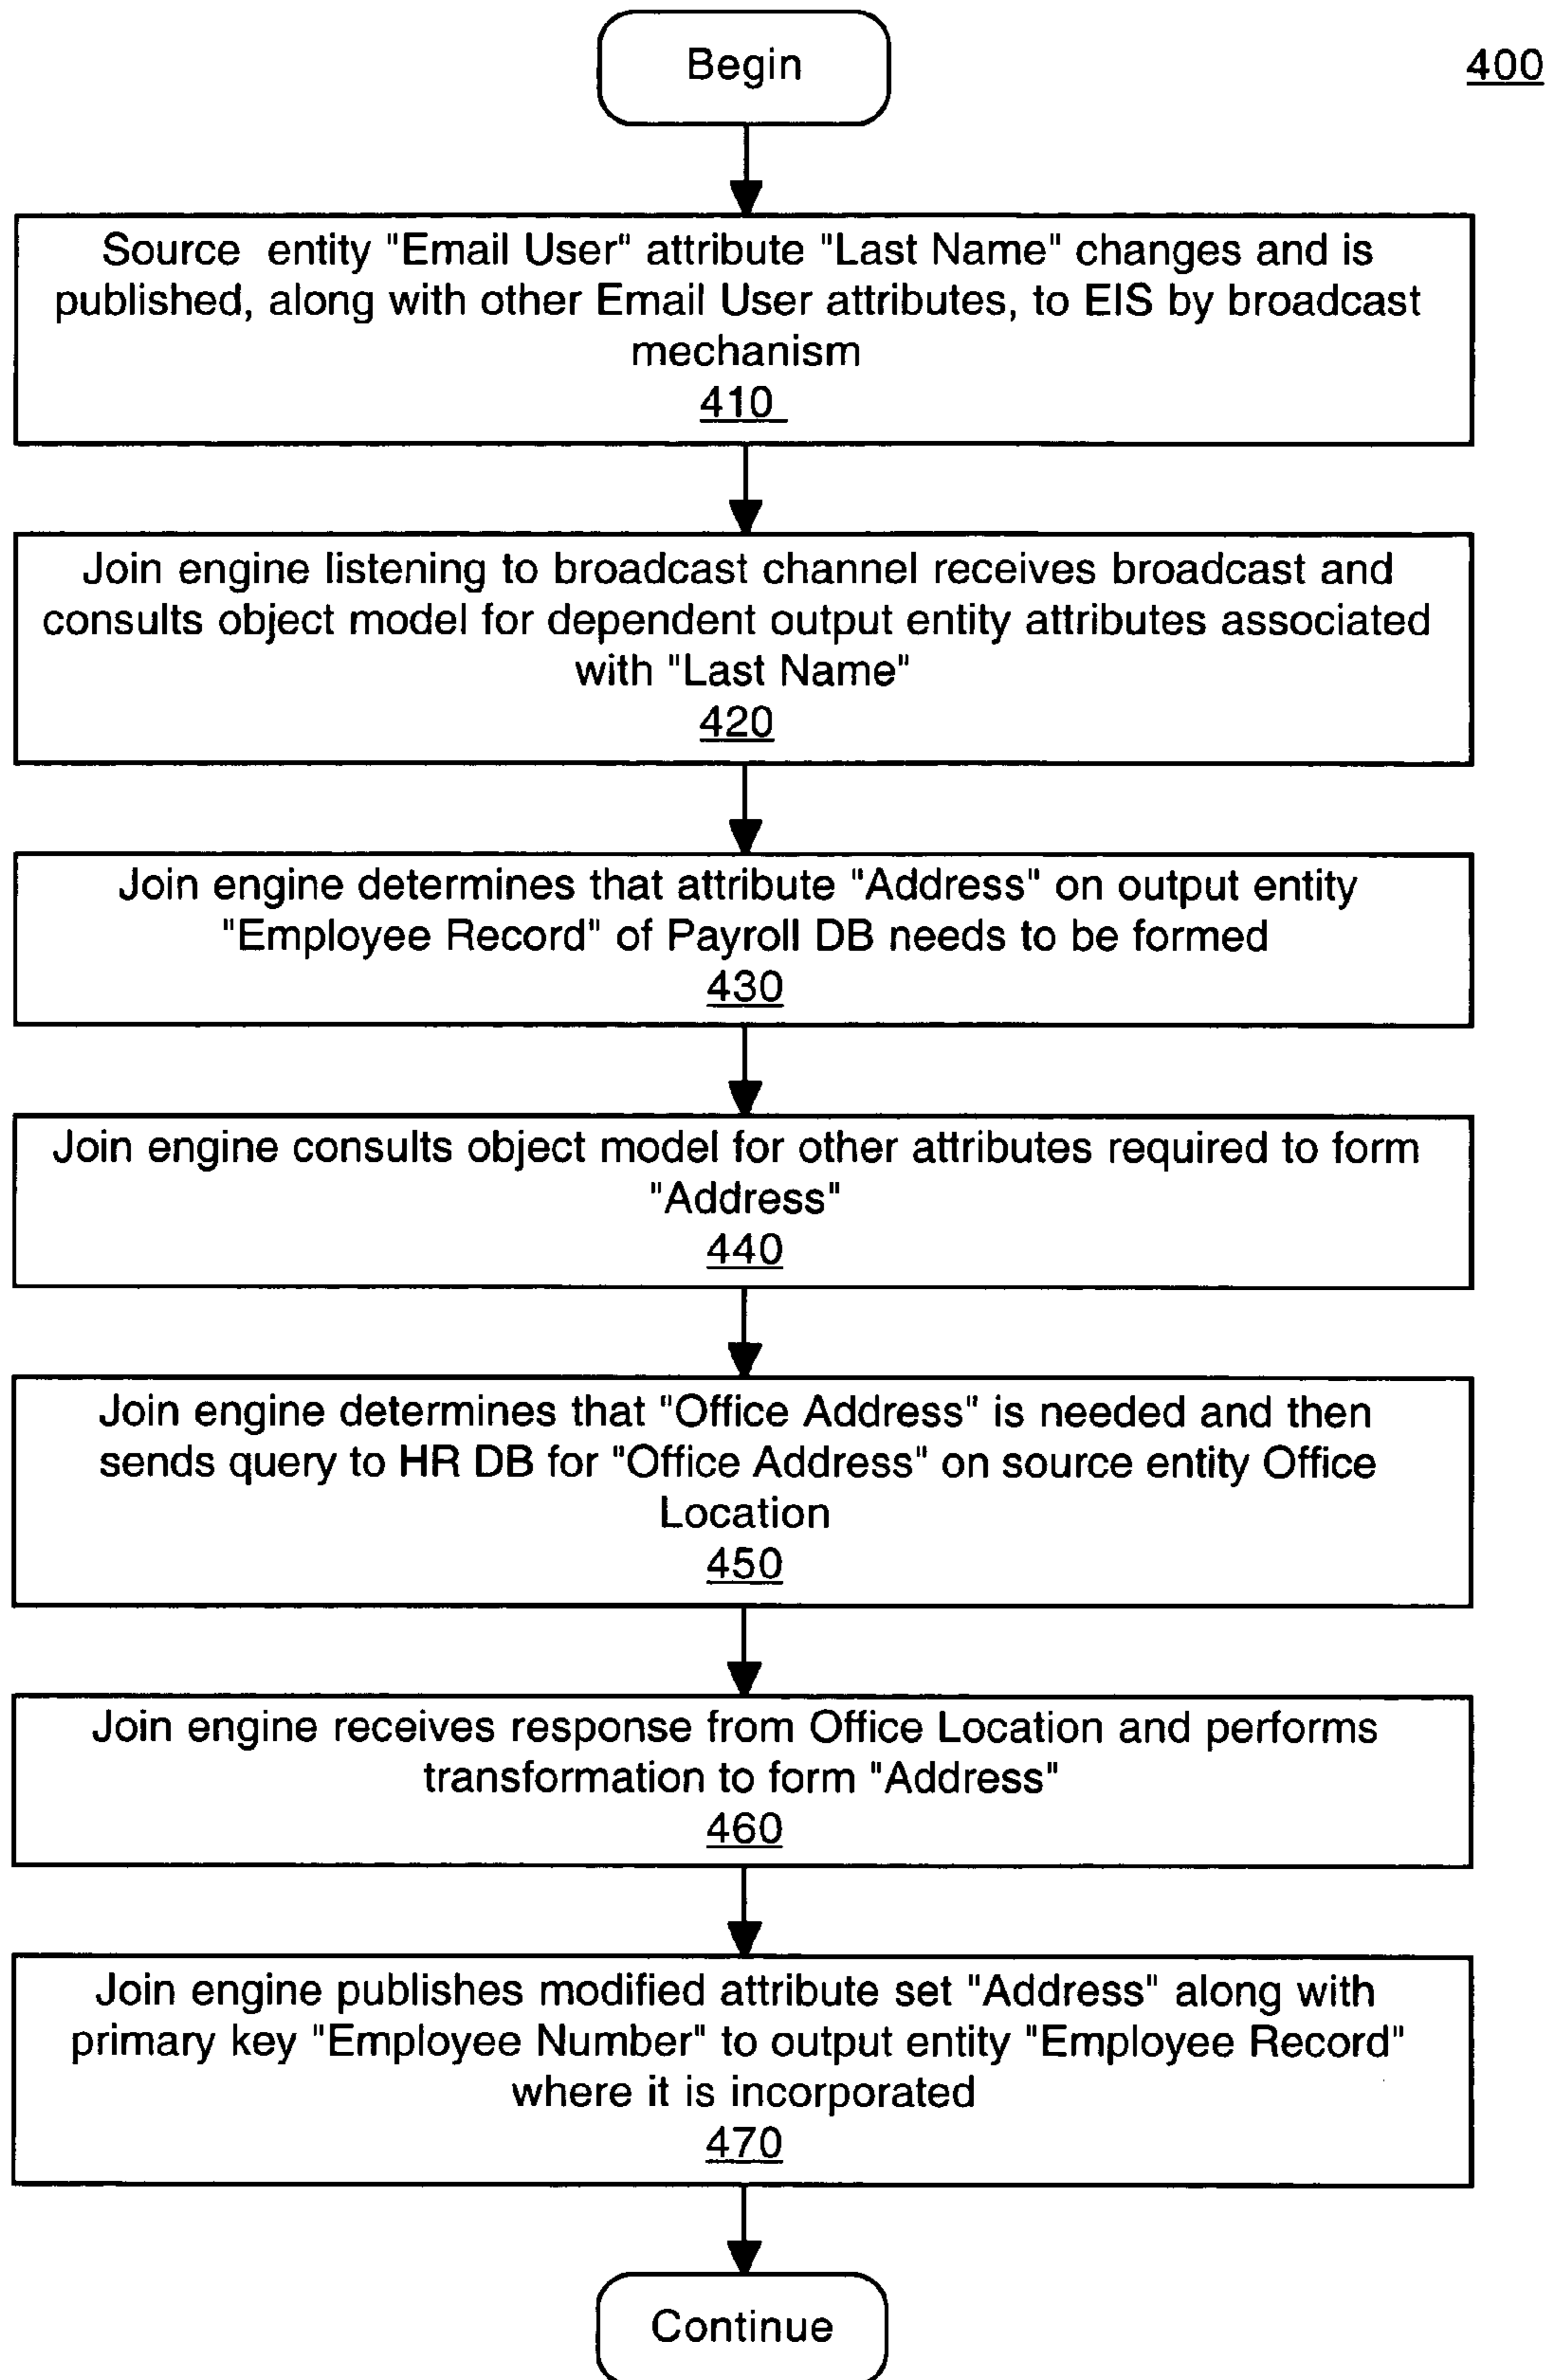 Begin
400
Source entity "Email User" attribute "Last Name" changes and is
published, along with other Email User attributes, to EIS by broadcast
mechanism
410
Join engine listening to broadcast channel receives broadcast and
consults object model for dependent output entity attributes associated
with "Last Name"
420
Join engine determines that attribute "Address" on output entity
"Employee Record" of Payroll DB needs to be formed
430
Join engine consults object model for other attributes required to form
"Address"
440
Join engine determines that "Office Address" is needed and then
sends query to HR DB for "Office Address" on source entity Office
Location
450
Join engine receives response from Office Location and performs
transformation to form "Address"
460
Join engine publishes modified attribute set "Address" along with
primary key "Employee Number" to output entity "Employee Record"
where it is incorporated
470
Continue